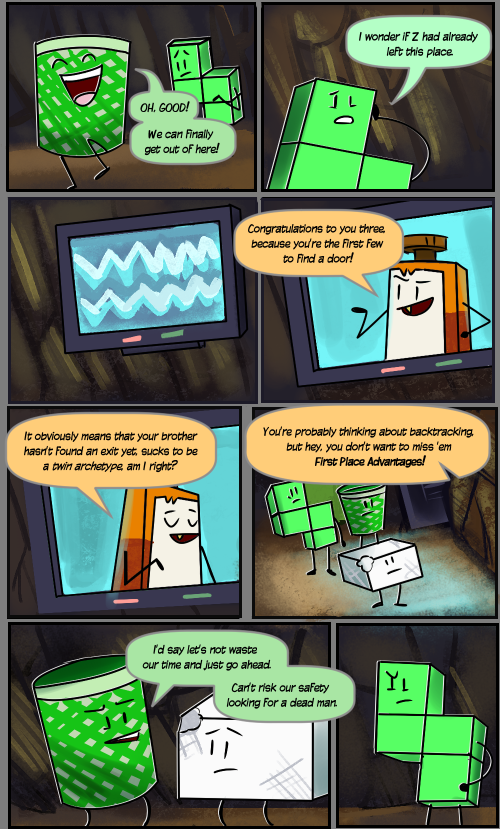 OH, GOOD!
We can finally
get out of here!
I wonder if Z had already
left this place.
Congratulations to you three,
because you're the first few
to find a door!
It obviously means that your brother
hasn't found an exit yet, sucks to be
a twin archetype, am I right?
You're probably thinking about backtracking,
but hey, you don't want to miss 'em
First Place Advantages!
I'd say let's not waste
our time and just go ahead.
Can't risk our safety
looking for a dead man.